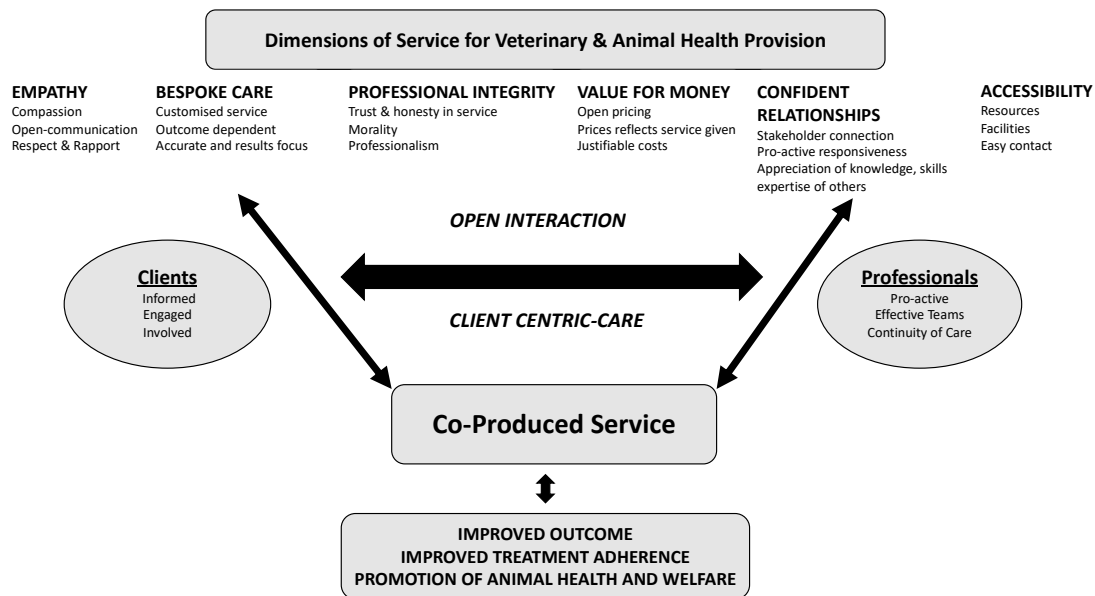 Dimensions of Service for Veterinary & Animal Health Provision
EMPATHY
Compassion
Open-communication
Respect & Rapport
BESPOKE CARE
Customised service
Outcome dependent
Accurate and results focus
PROFESSIONAL INTEGRITY
Trust & honesty in service
Morality
Professionalism
VALUE FOR MONEY
Open pricing
Prices reflects service given
Justifiable costs
CONFIDENT
RELATIONSHIPS
Stakeholder connection
Pro-active responsiveness
Appreciation of knowledge, skills
expertise of others
ACCESSIBILITY
Resources
Facilities
Easy contact
OPEN INTERACTION
Clients
Informed
Engaged
Involved
Professionals
Pro-active
Effective Teams
Continuity of Care
CLIENT CENTRIC-CARE
Co-Produced Service
IMPROVED OUTCOME
IMPROVED TREATMENT ADHERENCE
PROMOTION OF ANIMAL HEALTH AND WELFARE